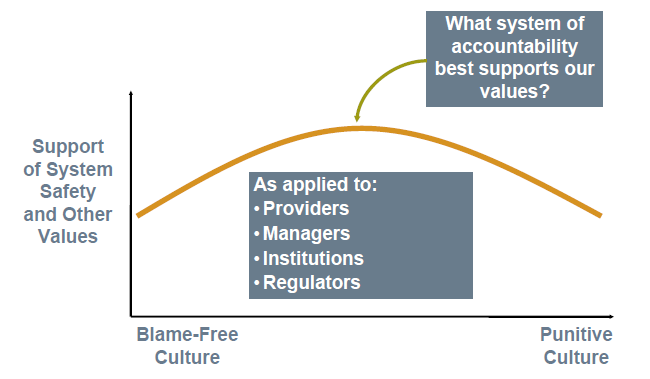 What system of
accountability
best supports our
values?
Support
of System
Safety
and Other
Values
As applied to:
• Providers
• Managers
• Institutions
• Regulators
Blame-Free
Culture
Punitive
Culture